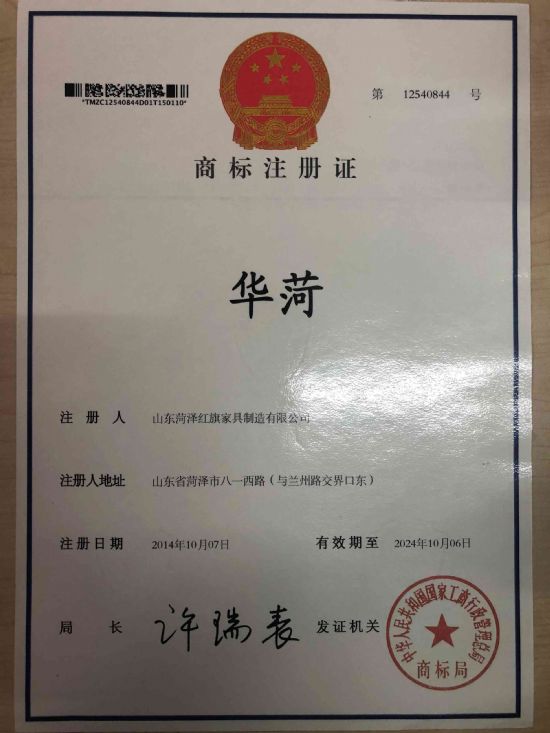 *TMZC12540844D01T150110*
第 12540844 号
商标注册证
华菏
注册人 山东菏泽红旗家具制造有限公司
注册人地址 山东省菏泽市八一西路（与兰州路交界口东）
注册日期 2014年10月07日 有效期至 2024年10月06日
局长 许瑞表 发证机关
中华人民共和国国家工商行政管理总局
商标局